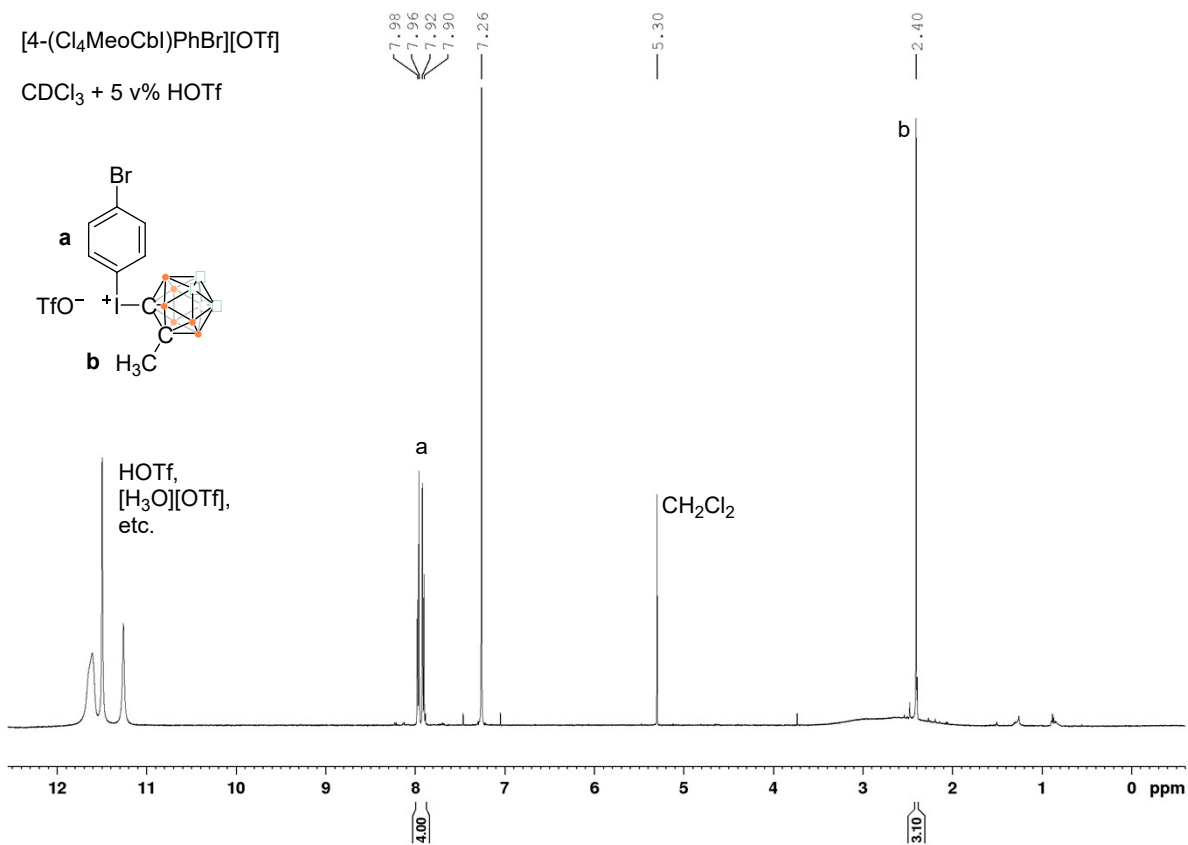 [4-(Cl₄MeoCbl)PhBr][OTf]
CDCl₃ + 5 v% HOTf
7.98
7.96
7.92
7.90
7.26
5.30
2.40
b
Br
a
TfO⁻ ⁺I C
C
b H₃C
a
HOTf,
[H₃O][OTf],
etc.
CH₂Cl₂
12 11 10 9 8 7 6 5 4 3 2 1 0 ppm
4.00
3.10